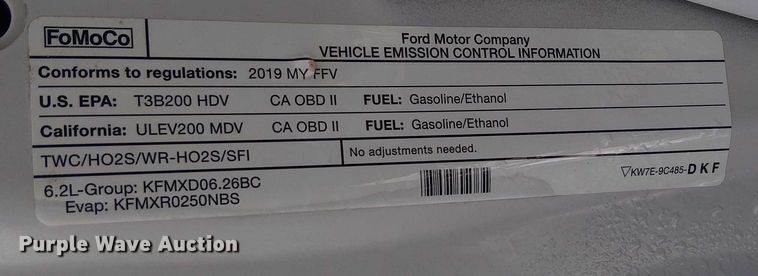 FoMoCo
Ford Motor Company
VEHICLE EMISSION CONTROL INFORMATION
Conforms to regulations: 2019 MY FFV
U.S. EPA: T3B200 HDV CA OBD II FUEL: Gasoline/Ethanol
California: ULEV200 MDV CA OBD II FUEL: Gasoline/Ethanol
TWC/HO2S/WR-HO2S/SFI
No adjustments needed.
6.2L-Group: KFMXD06.26BC
Evap: KFMXR0250NBS
▽KW7E-9C485-DKF
Purple Wave Auction